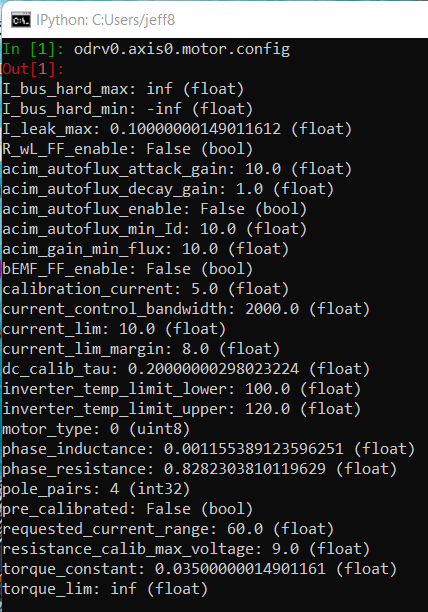 IPython: C:Users/jeff8
In [1]: odrv0.axis0.motor.config
Out[1]:
I_bus_hard_max: inf (float)
I_bus_hard_min: -inf (float)
I_leak_max: 0.10000000149011612 (float)
R_wL_FF_enable: False (bool)
acim_autoflux_attack_gain: 10.0 (float)
acim_autoflux_decay_gain: 1.0 (float)
acim_autoflux_enable: False (bool)
acim_autoflux_min_Id: 10.0 (float)
acim_gain_min_flux: 10.0 (float)
bEMF_FF_enable: False (bool)
calibration_current: 5.0 (float)
current_control_bandwidth: 2000.0 (float)
current_lim: 10.0 (float)
current_lim_margin: 8.0 (float)
dc_calib_tau: 0.20000000298023224 (float)
inverter_temp_limit_lower: 100.0 (float)
inverter_temp_limit_upper: 120.0 (float)
motor_type: 0 (uint8)
phase_inductance: 0.001155389123596251 (float)
phase_resistance: 0.8282303810119629 (float)
pole_pairs: 4 (int32)
pre_calibrated: False (bool)
requested_current_range: 60.0 (float)
resistance_calib_max_voltage: 9.0 (float)
torque_constant: 0.03500000014901161 (float)
torque_lim: inf (float)